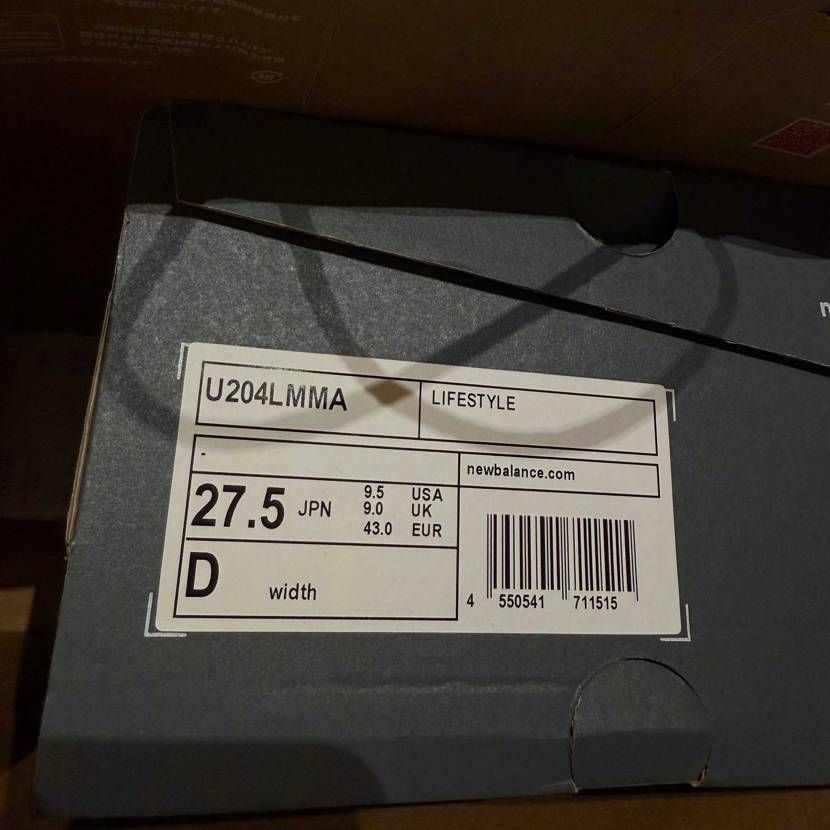 U204LMMA
LIFESTYLE
-
newbalance.com
27.5 JPN
9.5 USA
9.0 UK
43.0 EUR
D width
4 550541 711515